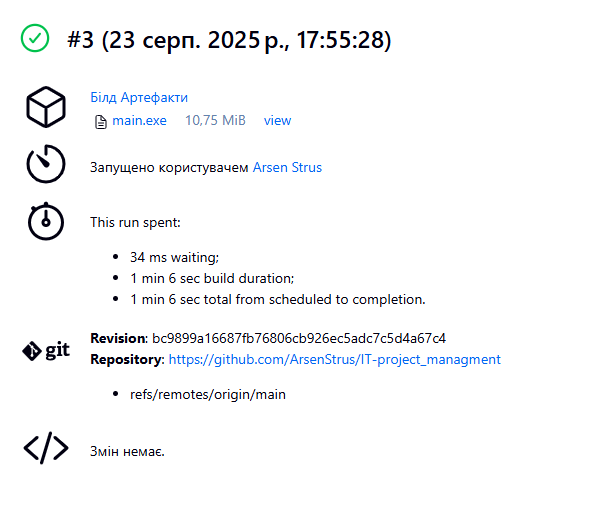 #3 (23 серп. 2025 р., 17:55:28)
Білд Артефакти
main.exe 10,75 MiB view
Запущено користувачем Arsen Strus
This run spent:
34 ms waiting;
1 min 6 sec build duration;
1 min 6 sec total from scheduled to completion.
git
Revision: bc9899a16687fb76806cb926ec5adc7c5d4a67c4
Repository: https://github.com/ArsenStrus/IT-project_managment
refs/remotes/origin/main
Змін немає.